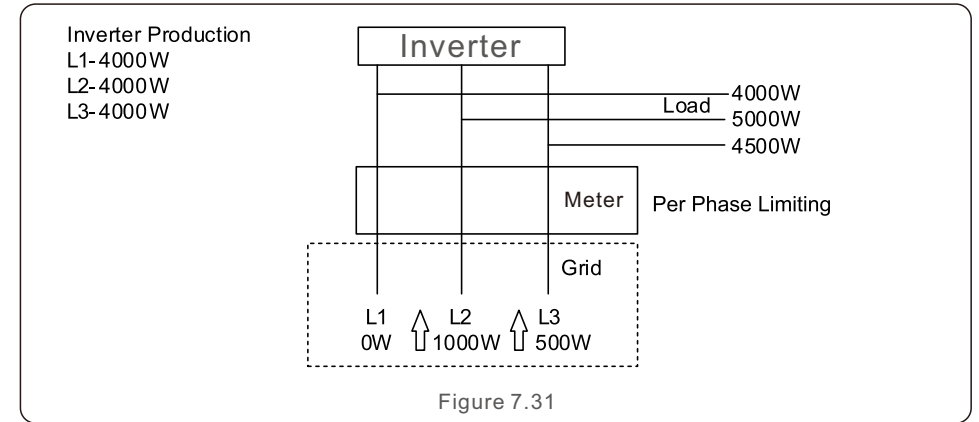 Inverter Production
L1-4000W
L2-4000W
L3-4000W
Inverter
4000W
Load
5000W
4500W
Meter
Per Phase Limiting
Grid
L1 L2 L3
0W 1000W 500W
Figure 7.31